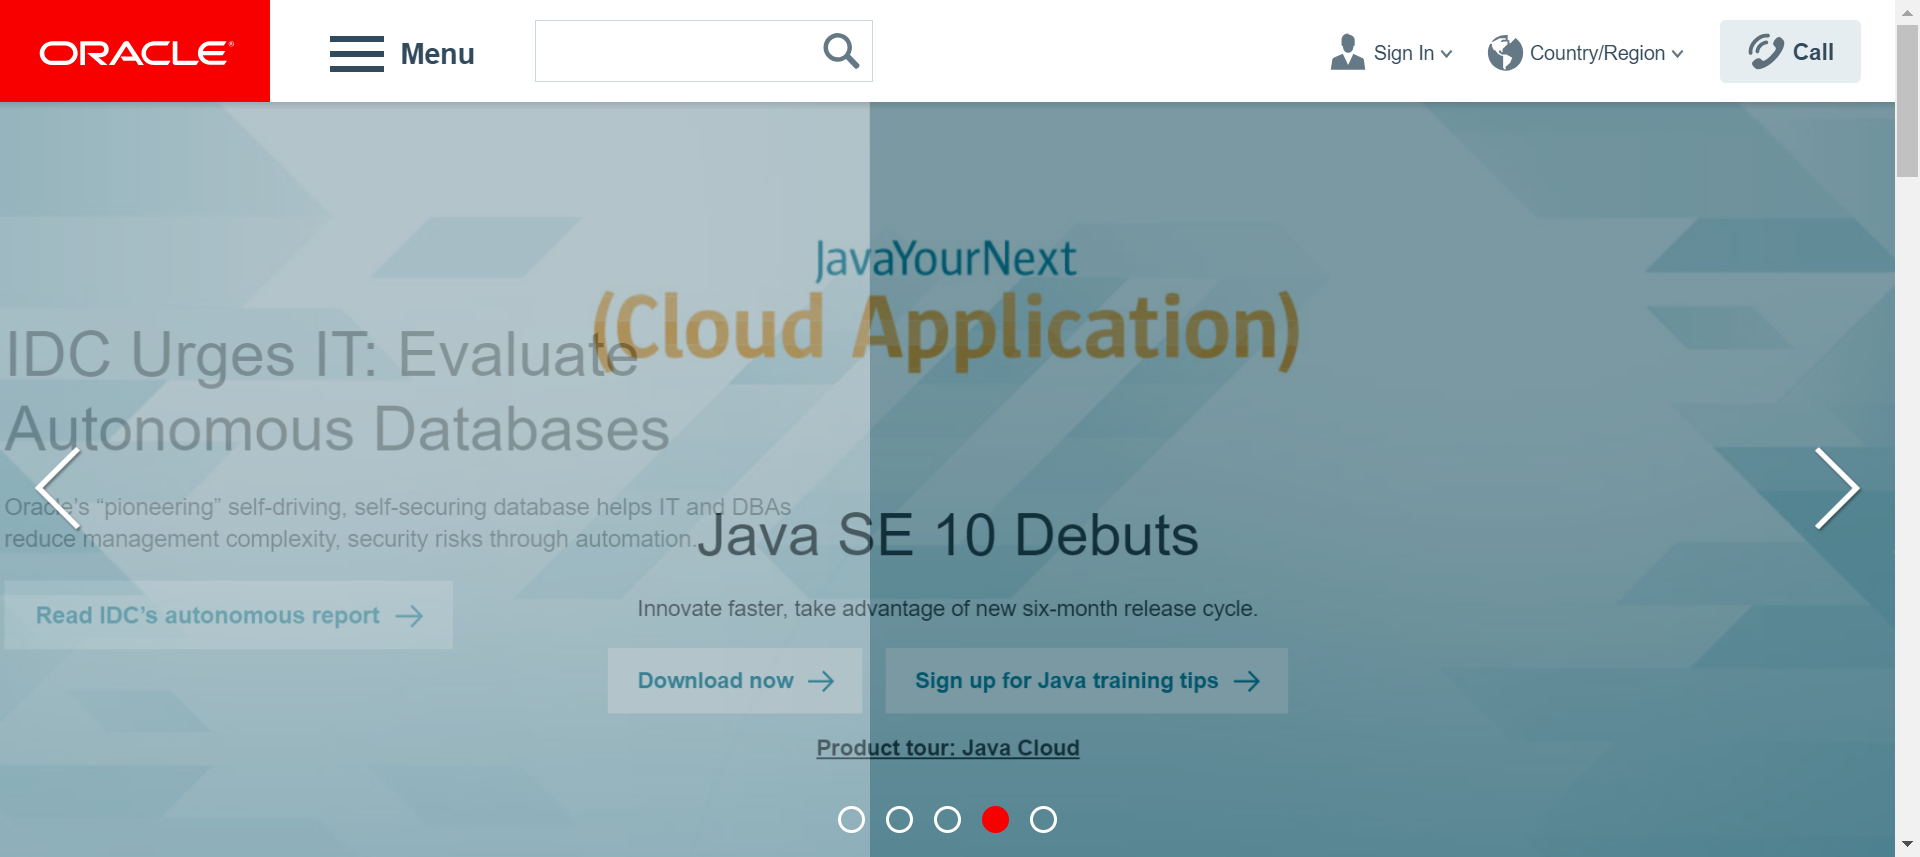 ORACLE®
Menu
Sign In
Country/Region
Call
JavaYourNext
(Cloud Application)
IDC Urges IT: Evaluate
Autonomous Databases
Oracle’s “pioneering” self-driving, self-securing database helps IT and DBAs
reduce management complexity, security risks through automation.
Read IDC’s autonomous report
Java SE 10 Debuts
Innovate faster, take advantage of new six-month release cycle.
Download now
Sign up for Java training tips
Product tour: Java Cloud